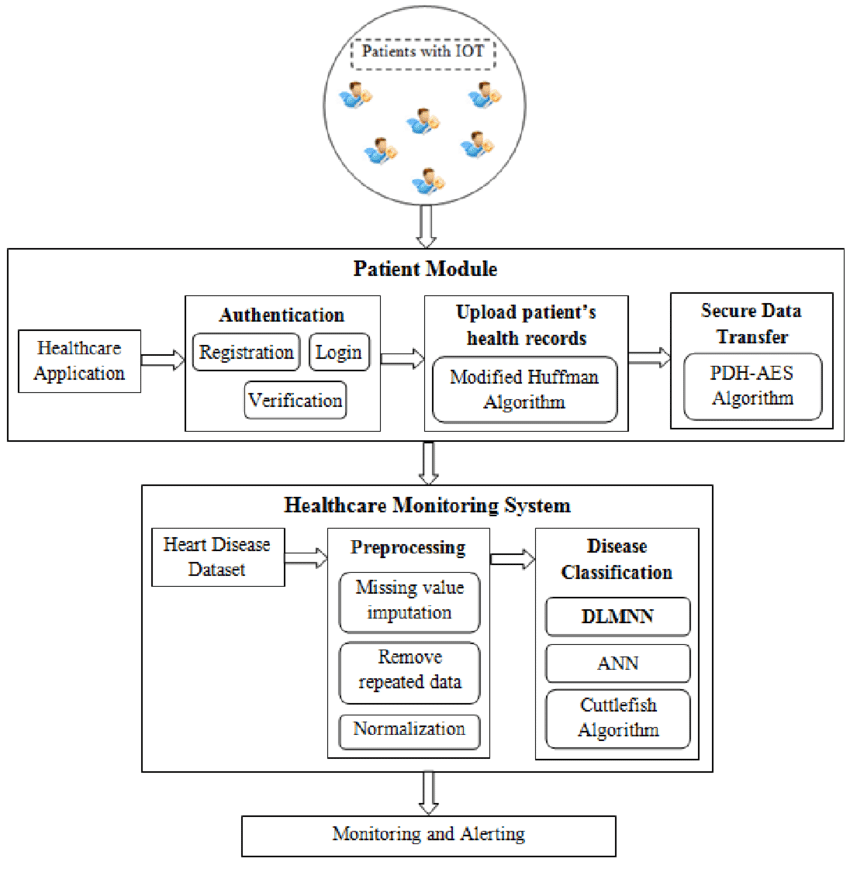 Patients with IOT
Patient Module
Healthcare
Application
Authentication
Registration
Login
Verification
Upload patient's
health records
Modified Huffman
Algorithm
Secure Data
Transfer
PDH-AES
Algorithm
Healthcare Monitoring System
Heart Disease
Dataset
Preprocessing
Missing value
imputation
Remove
repeated data
Normalization
Disease
Classification
DLMNN
ANN
Cuttlefish
Algorithm
Monitoring and Alerting